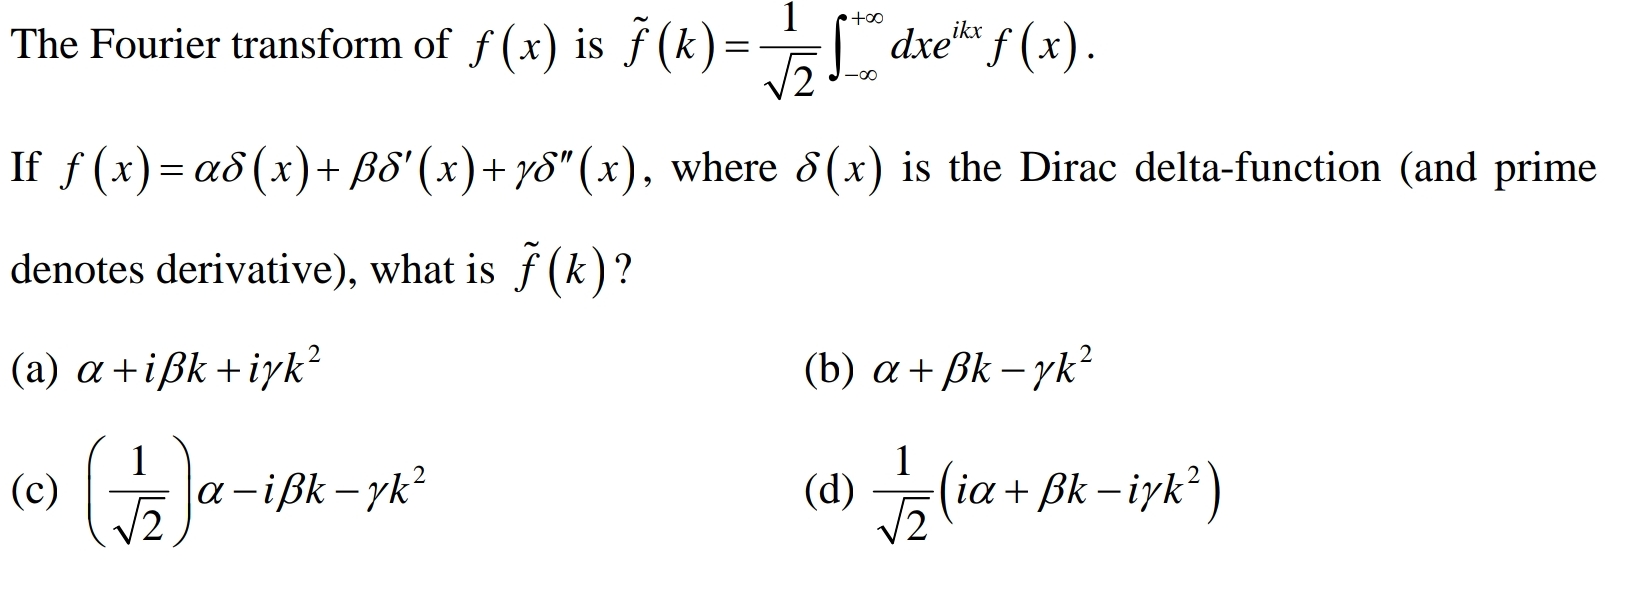 The Fourier transform of f(x) is f̃(k) = 1/√2 ∫_{−∞}^{+∞} dxe^{ikx} f(x).
If f(x) = αδ(x) + βδ′(x) + γδ″(x), where δ(x) is the Dirac delta-function (and prime
denotes derivative), what is f̃(k)?
(a) α + iβk + iγk² (b) α + βk − γk²
(c) (1/√2)α − iβk − γk² (d) 1/√2 (iα + βk − iγk²)